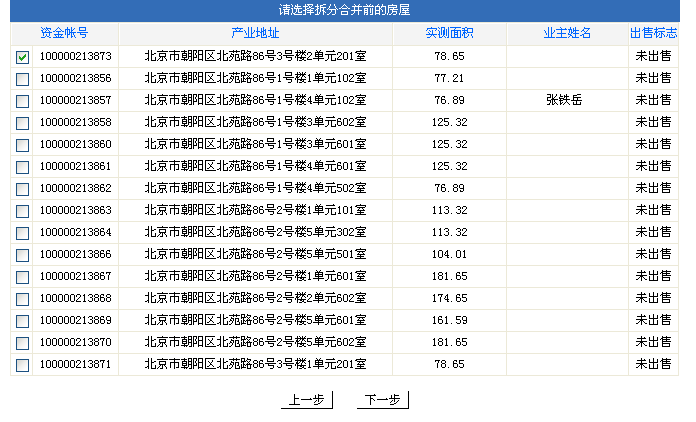 请选择拆分合并前的房屋
资金帐号 产业地址 实测面积 业主姓名 出售标志
100000213873 北京市朝阳区北苑路86号3号楼2单元201室 78.65 未出售
100000213856 北京市朝阳区北苑路86号1号楼1单元102室 77.21 未出售
100000213857 北京市朝阳区北苑路86号1号楼4单元102室 76.89 张铁岳 未出售
100000213858 北京市朝阳区北苑路86号1号楼3单元602室 125.32 未出售
100000213860 北京市朝阳区北苑路86号1号楼3单元601室 125.32 未出售
100000213861 北京市朝阳区北苑路86号1号楼4单元601室 125.32 未出售
100000213862 北京市朝阳区北苑路86号1号楼4单元502室 76.89 未出售
100000213863 北京市朝阳区北苑路86号2号楼1单元101室 113.32 未出售
100000213864 北京市朝阳区北苑路86号2号楼5单元302室 113.32 未出售
100000213866 北京市朝阳区北苑路86号2号楼5单元501室 104.01 未出售
100000213867 北京市朝阳区北苑路86号2号楼1单元601室 181.65 未出售
100000213868 北京市朝阳区北苑路86号2号楼2单元602室 174.65 未出售
100000213869 北京市朝阳区北苑路86号2号楼5单元601室 161.59 未出售
100000213870 北京市朝阳区北苑路86号2号楼5单元602室 181.65 未出售
100000213871 北京市朝阳区北苑路86号3号楼1单元201室 78.65 未出售
上一步 下一步